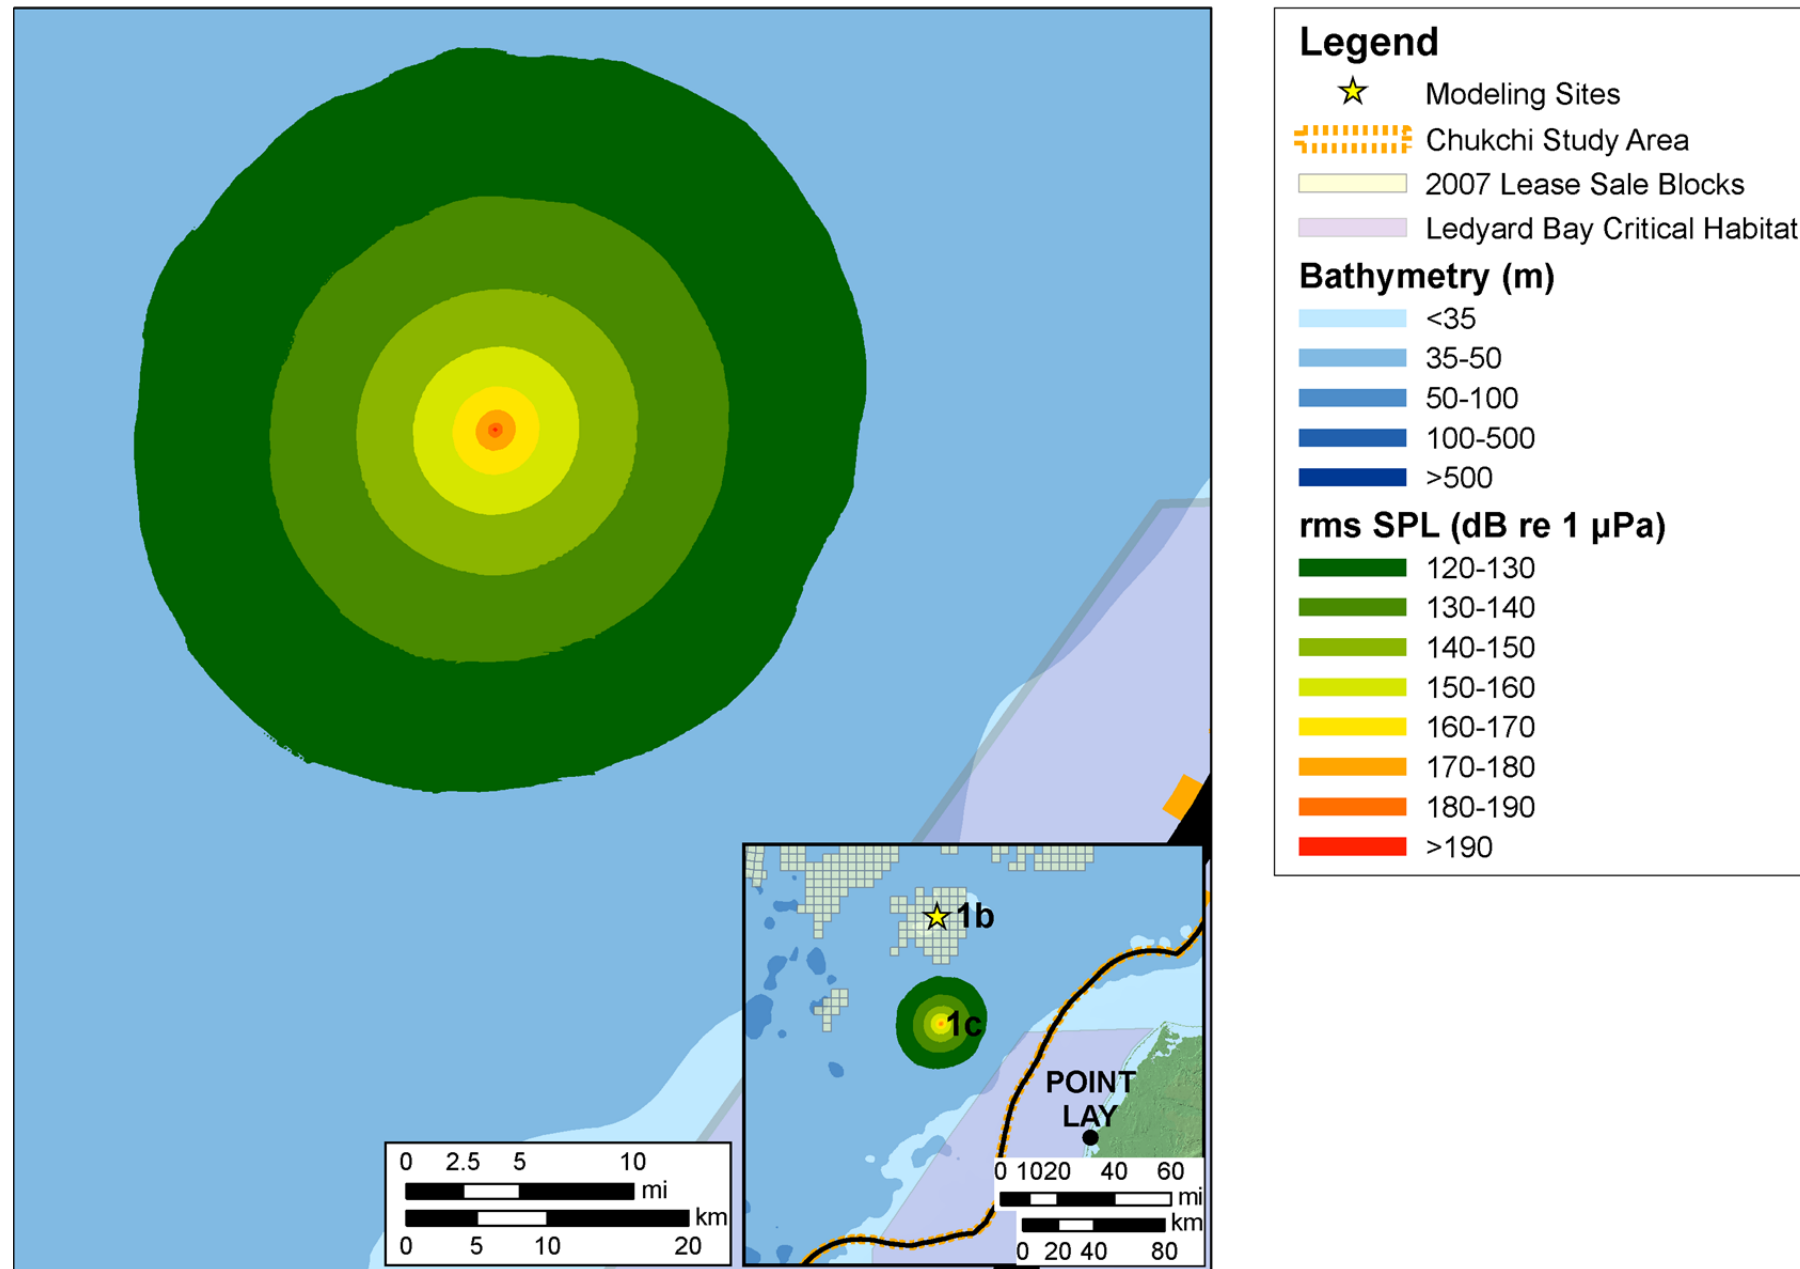 Legend
Modeling Sites
Chukchi Study Area
2007 Lease Sale Blocks
Ledyard Bay Critical Habitat
Bathymetry (m)
<35
35-50
50-100
100-500
>500
rms SPL (dB re 1 µPa)
120-130
130-140
140-150
150-160
160-170
170-180
180-190
>190
1b
1c
POINT
LAY
0 2.5 5 10
mi
km
0 5 10 20
0 10 20 40 60
mi
km
0 20 40 80